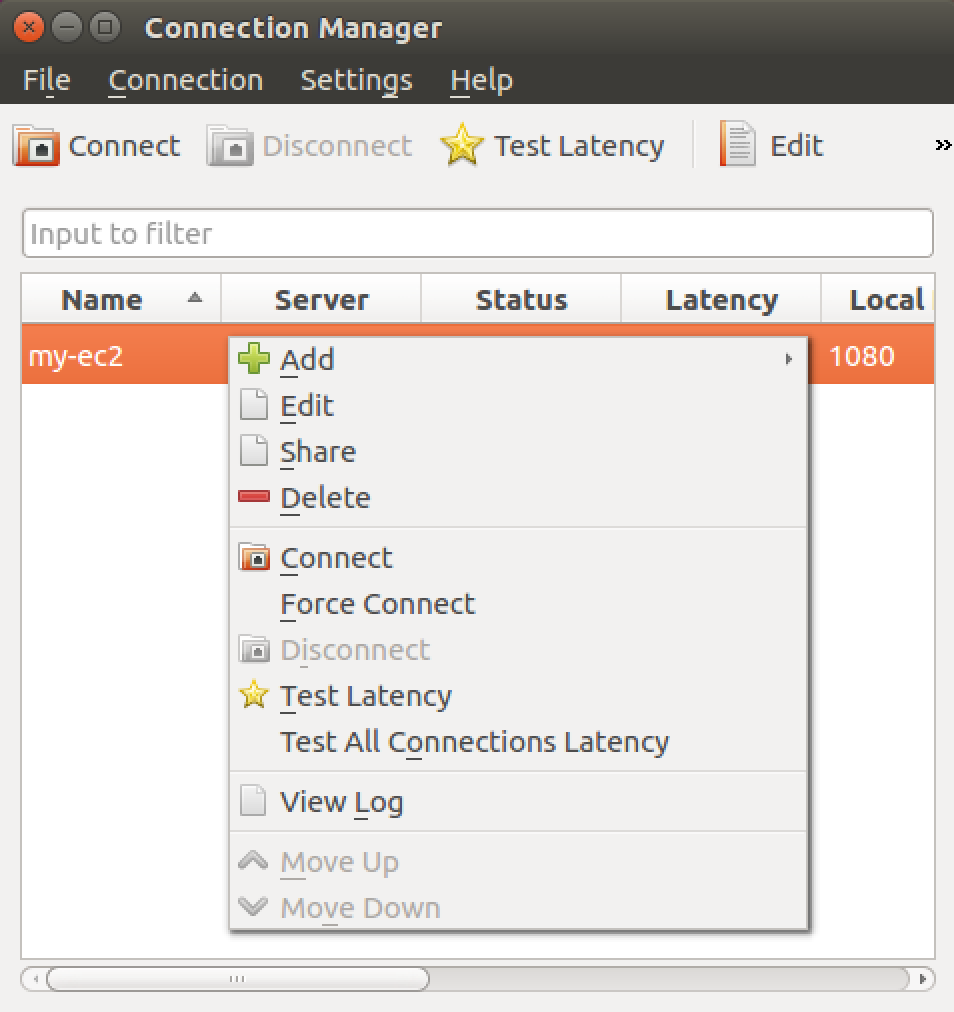 Connection Manager
File Connection Settings Help
Connect Disconnect Test Latency Edit »
Input to filter
Name Server Status Latency Local
my-ec2 1080
Add
Edit
Share
Delete
Connect
Force Connect
Disconnect
Test Latency
Test All Connections Latency
View Log
Move Up
Move Down